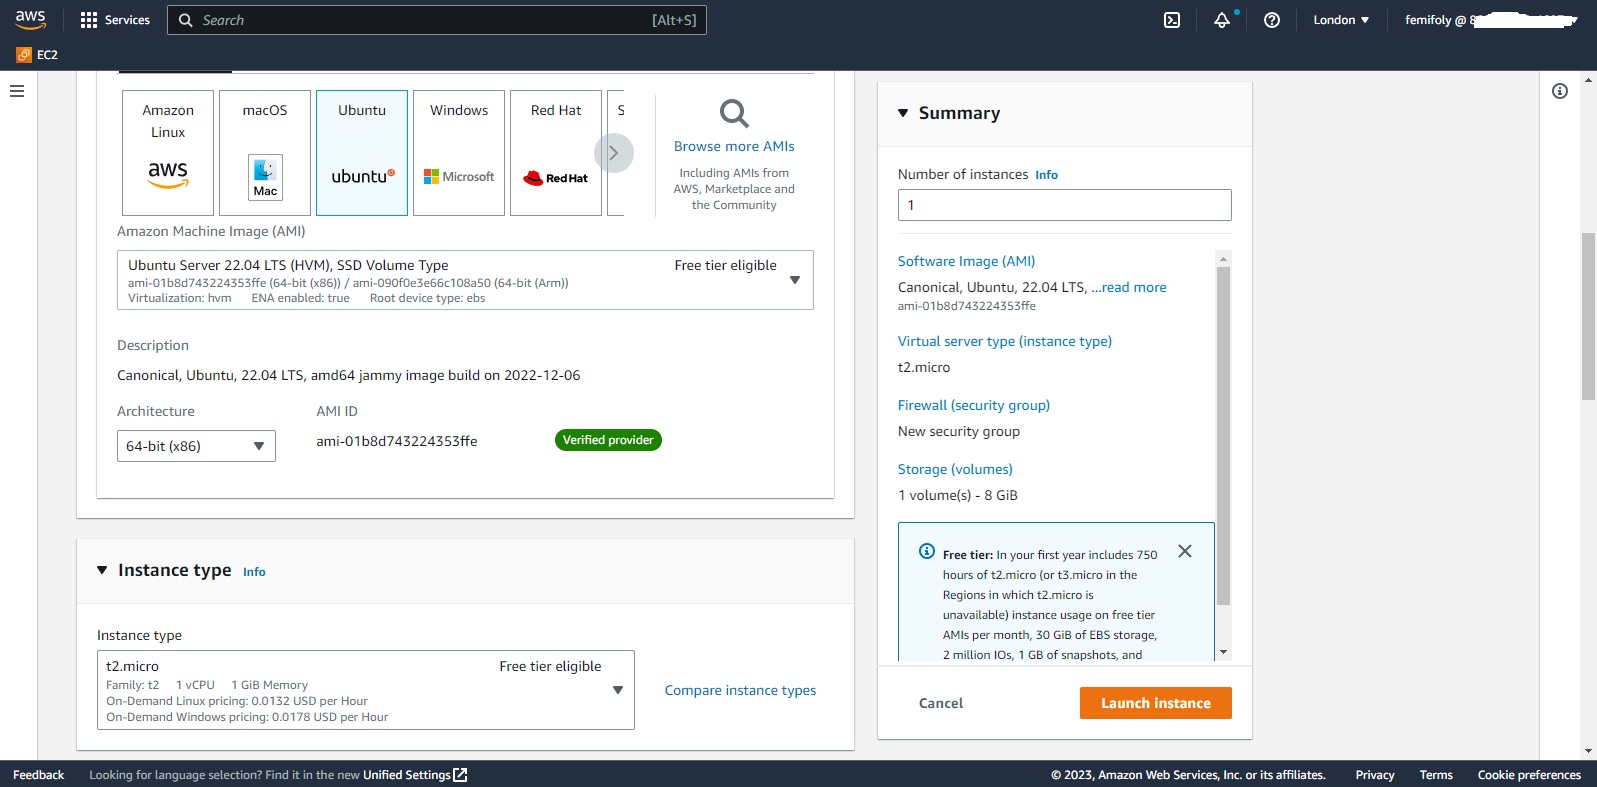 aws
Services
Search
[Alt+S]
London
femifoly @
EC2
Amazon
Linux
aws
macOS
Mac
Ubuntu
ubuntu
Windows
Microsoft
Red Hat
Red Hat
S
Browse more AMIs
Including AMIs from
AWS, Marketplace and
the Community
Amazon Machine Image (AMI)
Ubuntu Server 22.04 LTS (HVM), SSD Volume Type
Free tier eligible
ami-01b8d743224353ffe (64-bit (x86)) / ami-090f0e3e66c108a50 (64-bit (Arm))
Virtualization: hvm ENA enabled: true Root device type: ebs
Description
Canonical, Ubuntu, 22.04 LTS, amd64 jammy image build on 2022-12-06
Architecture
AMI ID
64-bit (x86)
ami-01b8d743224353ffe
Verified provider
Instance type Info
Instance type
t2.micro
Free tier eligible
Family: t2 1 vCPU 1 GiB Memory
On-Demand Linux pricing: 0.0132 USD per Hour
On-Demand Windows pricing: 0.0178 USD per Hour
Compare instance types
Summary
Number of instances Info
1
Software Image (AMI)
Canonical, Ubuntu, 22.04 LTS, ...read more
ami-01b8d743224353ffe
Virtual server type (instance type)
t2.micro
Firewall (security group)
New security group
Storage (volumes)
1 volume(s) - 8 GiB
Free tier: In your first year includes 750
hours of t2.micro (or t3.micro in the
Regions in which t2.micro is
unavailable) instance usage on free tier
AMIs per month, 30 GiB of EBS storage,
2 million IOs, 1 GB of snapshots, and
Cancel
Launch instance
Feedback
Looking for language selection? Find it in the new Unified Settings
© 2023, Amazon Web Services, Inc. or its affiliates.
Privacy
Terms
Cookie preferences